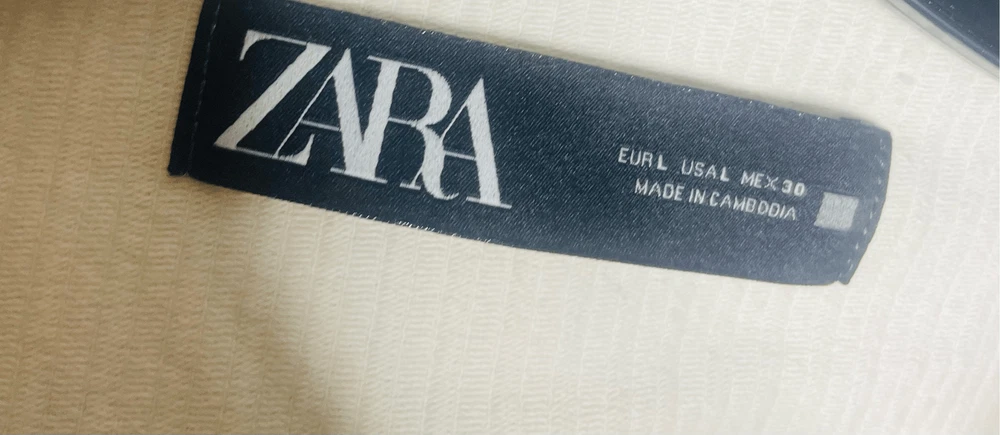 ZARA
EUR L USA L MEX 30
MADE IN CAMBODIA